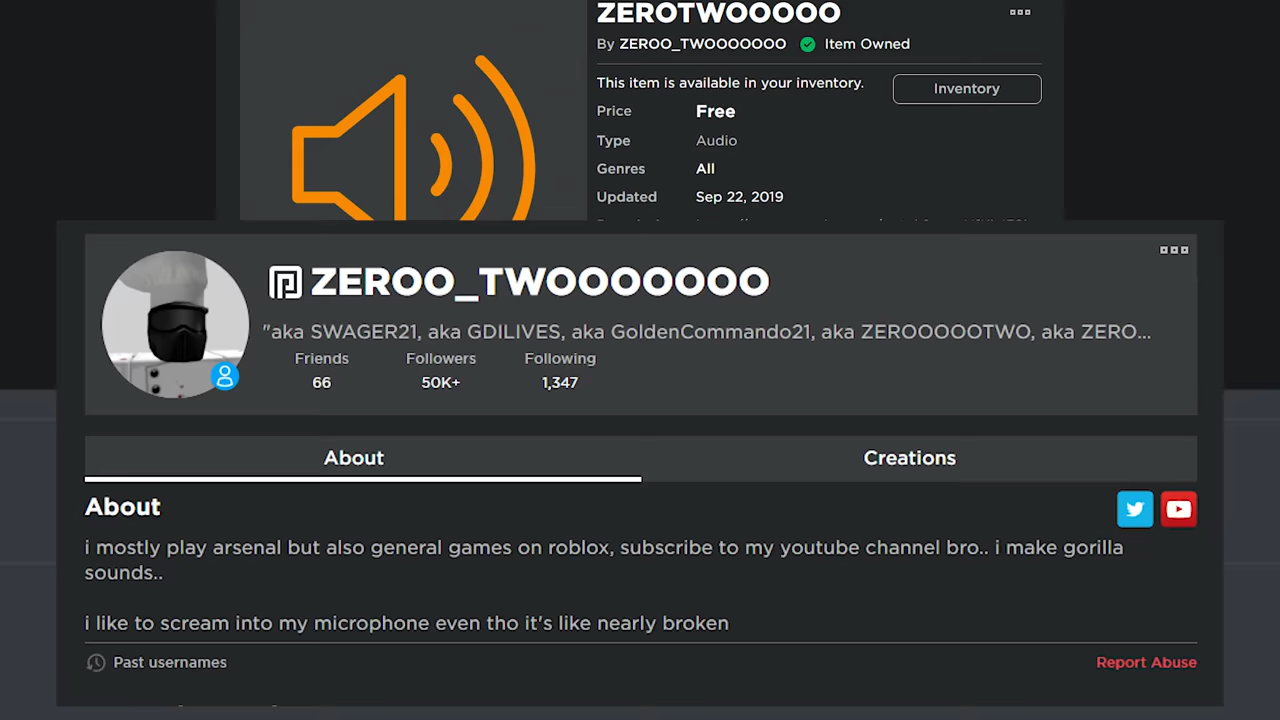 ZEROTWOOOOO
By ZEROO_TWOOOOOOO Item Owned
This item is available in your inventory.
Inventory
Price Free
Type Audio
Genres All
Updated Sep 22, 2019
ZEROO_TWOOOOOOO
"aka SWAGER21, aka GDILIVES, aka GoldenCommando21, aka ZEROOOOOTWO, aka ZERO...
Friends Followers Following
66 50K+ 1,347
About Creations
About
i mostly play arsenal but also general games on roblox, subscribe to my youtube channel bro.. i make gorilla
sounds..
i like to scream into my microphone even tho it's like nearly broken
Past usernames Report Abuse